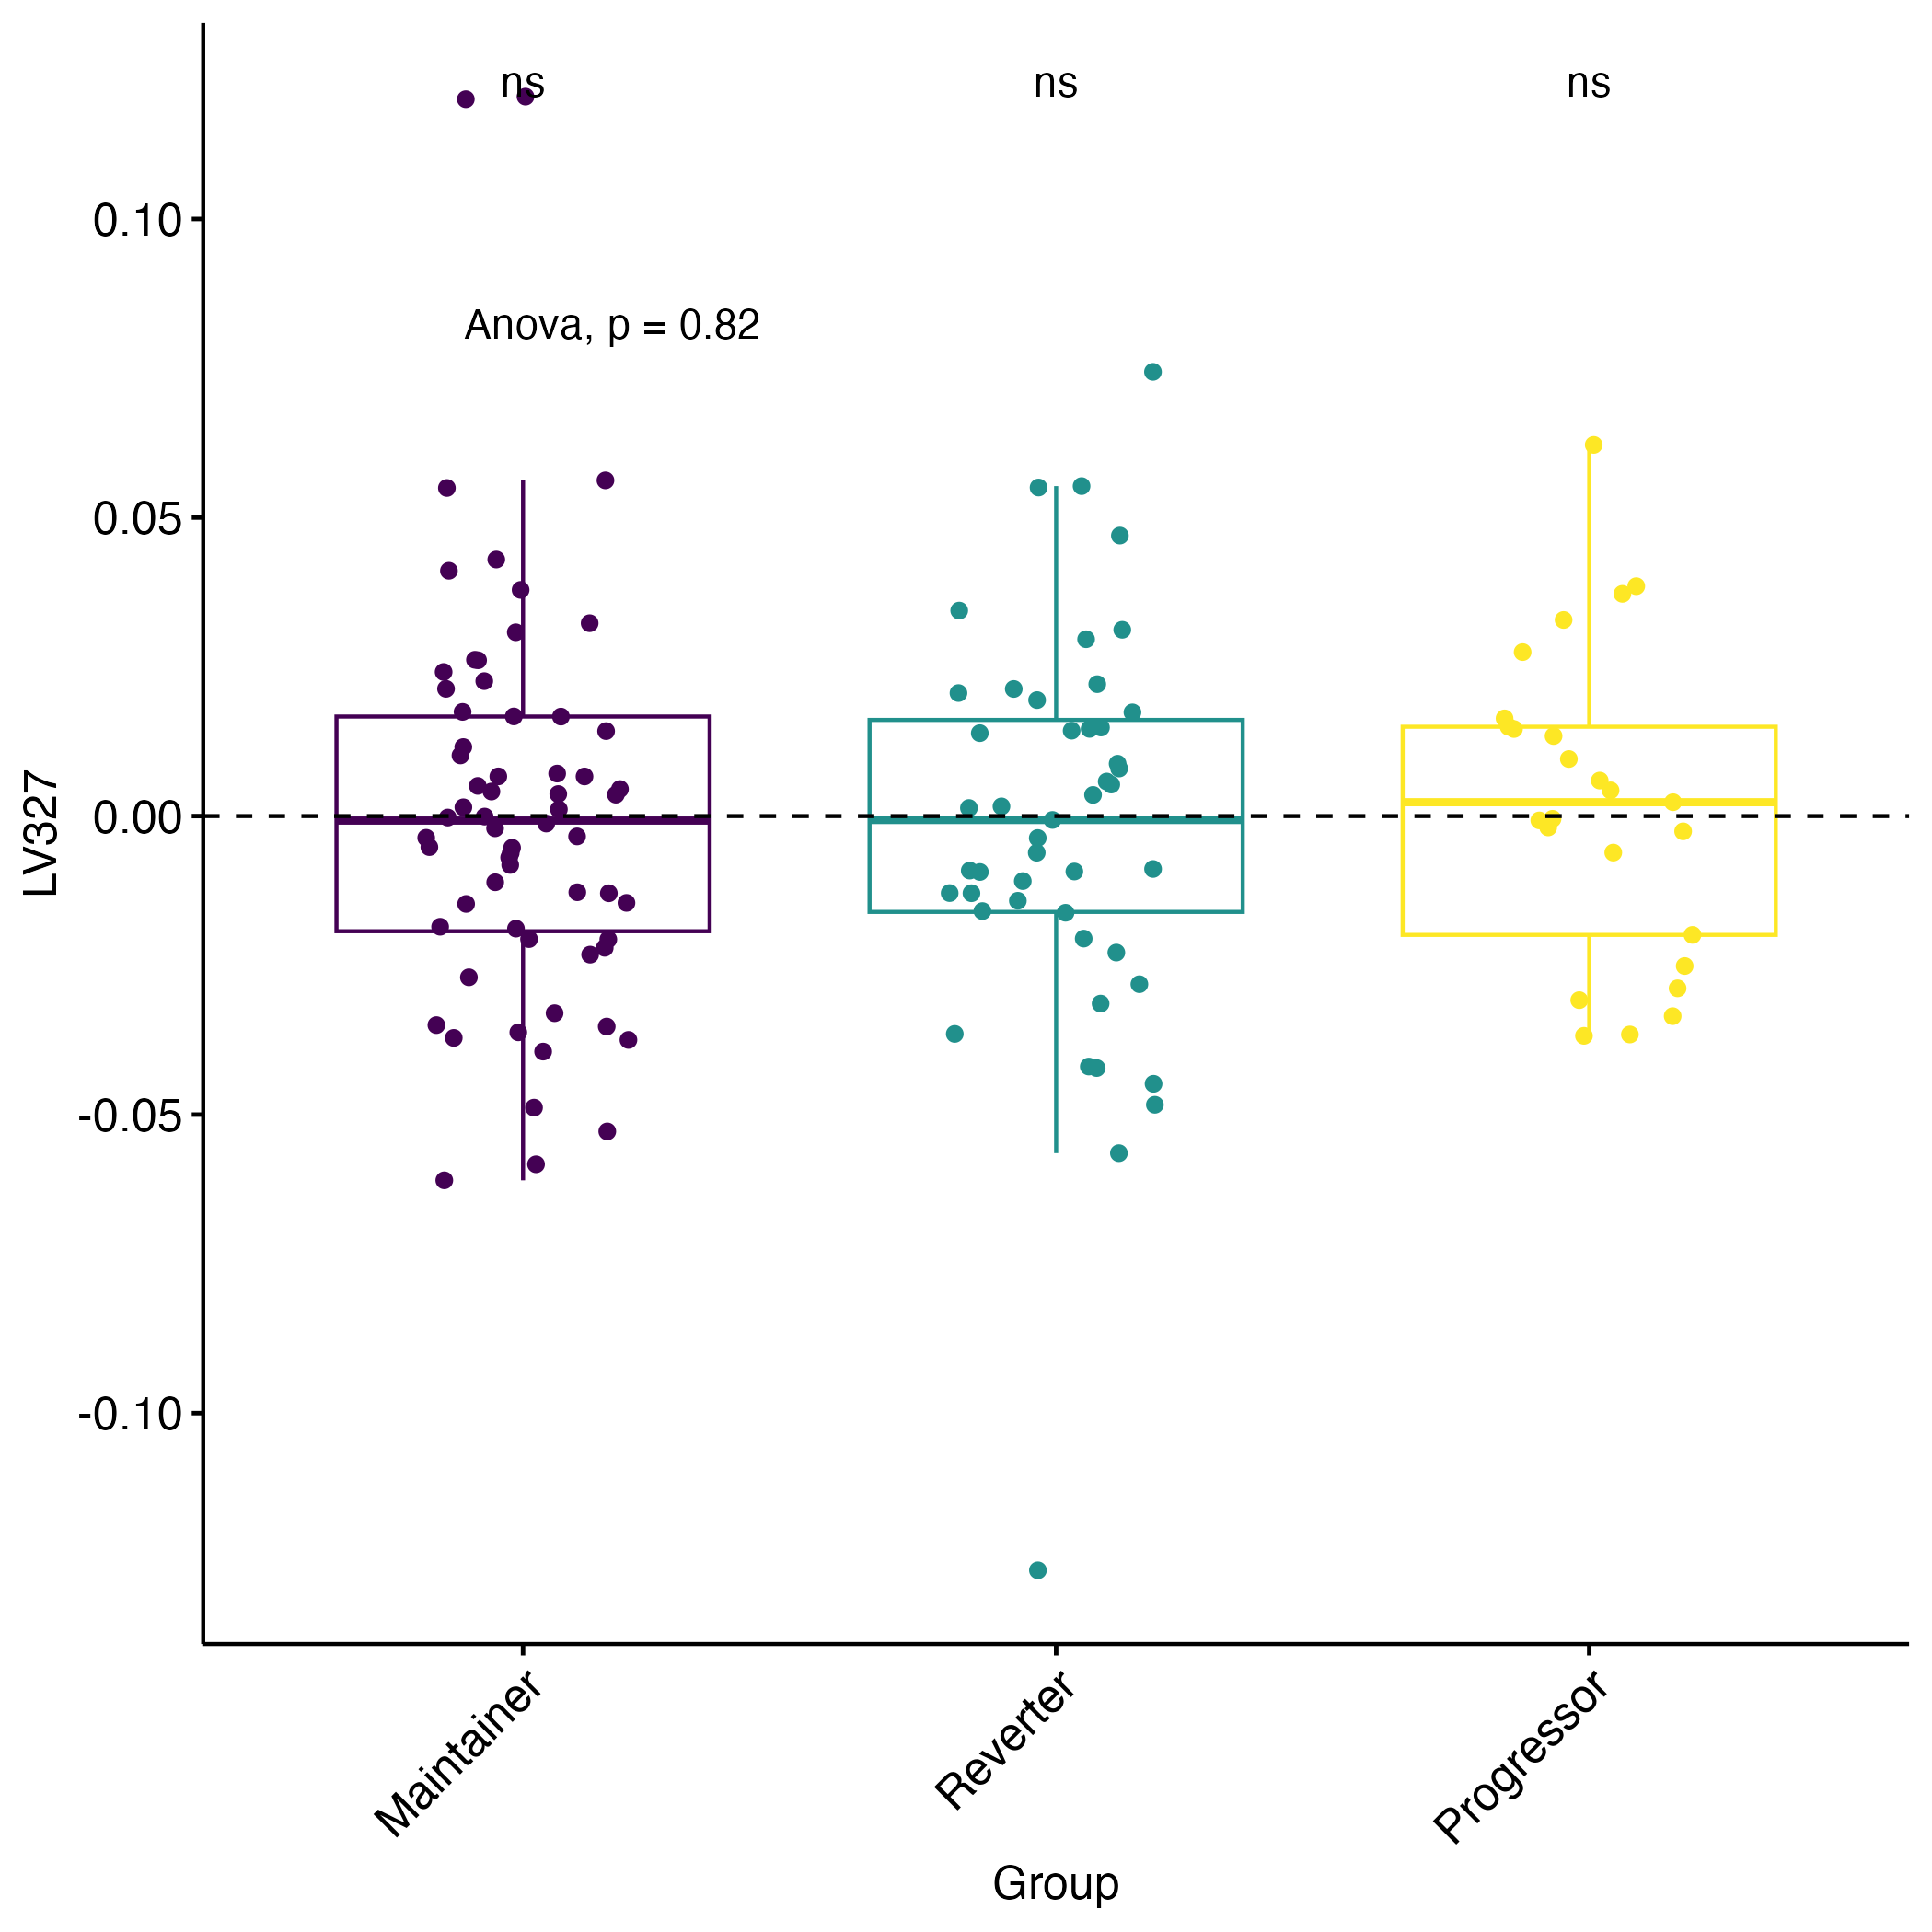 ns ns ns
Anova, p = 0.82
0.10
0.05
0.00
-0.05
-0.10
LV327
Maintainer
Reverter
Progressor
Group